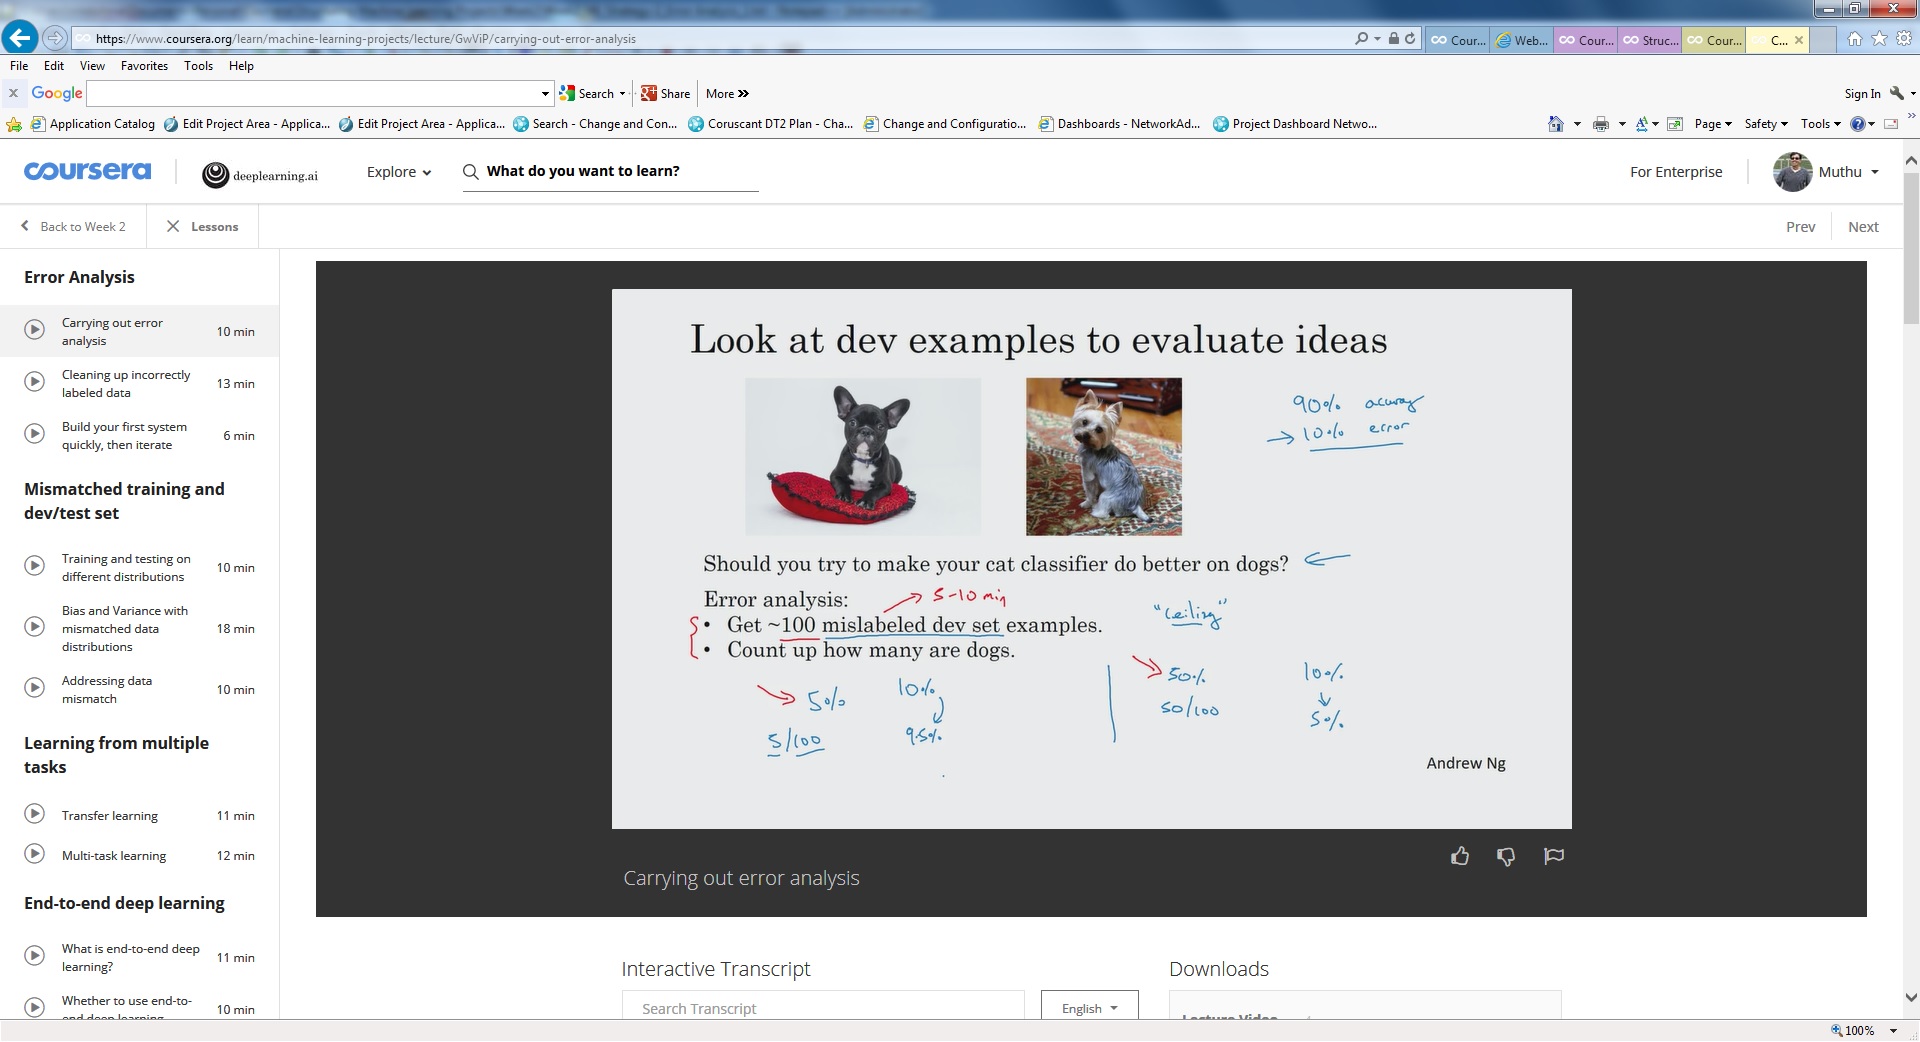 https://www.coursera.org/learn/machine-learning-projects/lecture/GwViP/carrying-out-error-analysis
Cour...
Web...
Cour...
Struc...
Cour...
C...
File Edit View Favorites Tools Help
x Google Search Share More »
Sign In
Application Catalog
Edit Project Area - Applica...
Edit Project Area - Applica...
Search - Change and Con...
Coruscant DT2 Plan - Cha...
Change and Configuratio...
Dashboards - NetworkAd...
Project Dashboard Netwo...
Page Safety Tools
coursera
deeplearning.ai
Explore
What do you want to learn?
For Enterprise
Muthu
Back to Week 2
Lessons
Prev
Next
Error Analysis
Carrying out error
analysis
10 min
Cleaning up incorrectly
labeled data
13 min
Build your first system
quickly, then iterate
6 min
Mismatched training and
dev/test set
Training and testing on
different distributions
10 min
Bias and Variance with
mismatched data
distributions
18 min
Addressing data
mismatch
10 min
Learning from multiple
tasks
Transfer learning
11 min
Multi-task learning
12 min
End-to-end deep learning
What is end-to-end deep
learning?
11 min
Whether to use end-to-
end deep learning
10 min
Look at dev examples to evaluate ideas
90% accuracy
→ 10% error
Should you try to make your cat classifier do better on dogs?
Error analysis:
5-10 min
• Get ~100 mislabeled dev set examples.
• Count up how many are dogs.
"ceiling"
5%
10%
5/100
9.5%
50%
10%
50/100
5%
Andrew Ng
Carrying out error analysis
Interactive Transcript
Search Transcript
English
Downloads
Lecture Video
100%